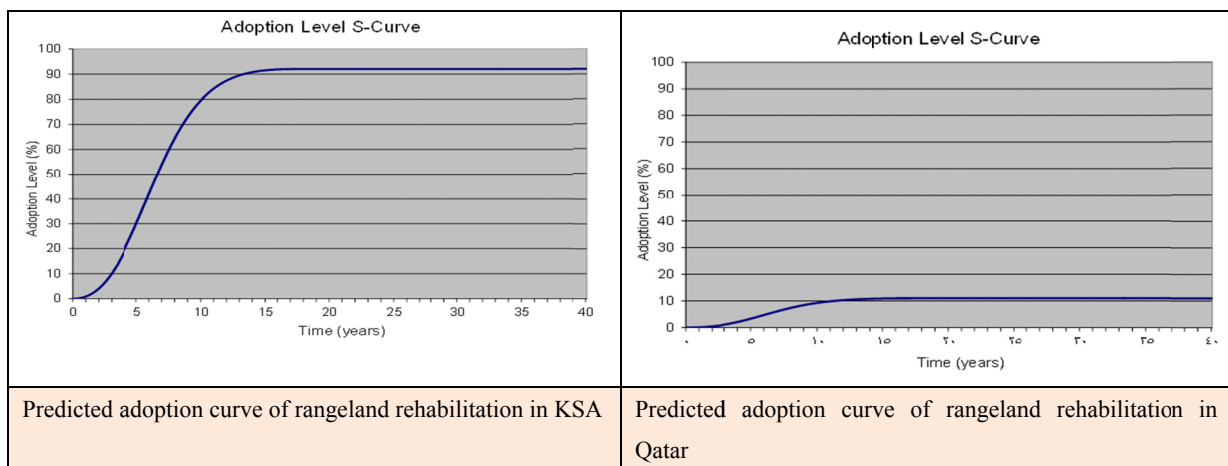 Adoption Level S-Curve
100
90
80
70
60
50
40
30
20
10
0
Adoption Level (%)
0 5 10 15 20 25 30 35 40
Time (years)
Predicted adoption curve of rangeland rehabilitation in KSA
Adoption Level S-Curve
100
90
80
70
60
50
40
30
20
10
0
Adoption Level (%)
٠ ٥ ١٠ ١٥ ٢٠ ٢٥ ٣٠ ٣٥ ٤٠
Time (years)
Predicted adoption curve of rangeland rehabilitation in
Qatar